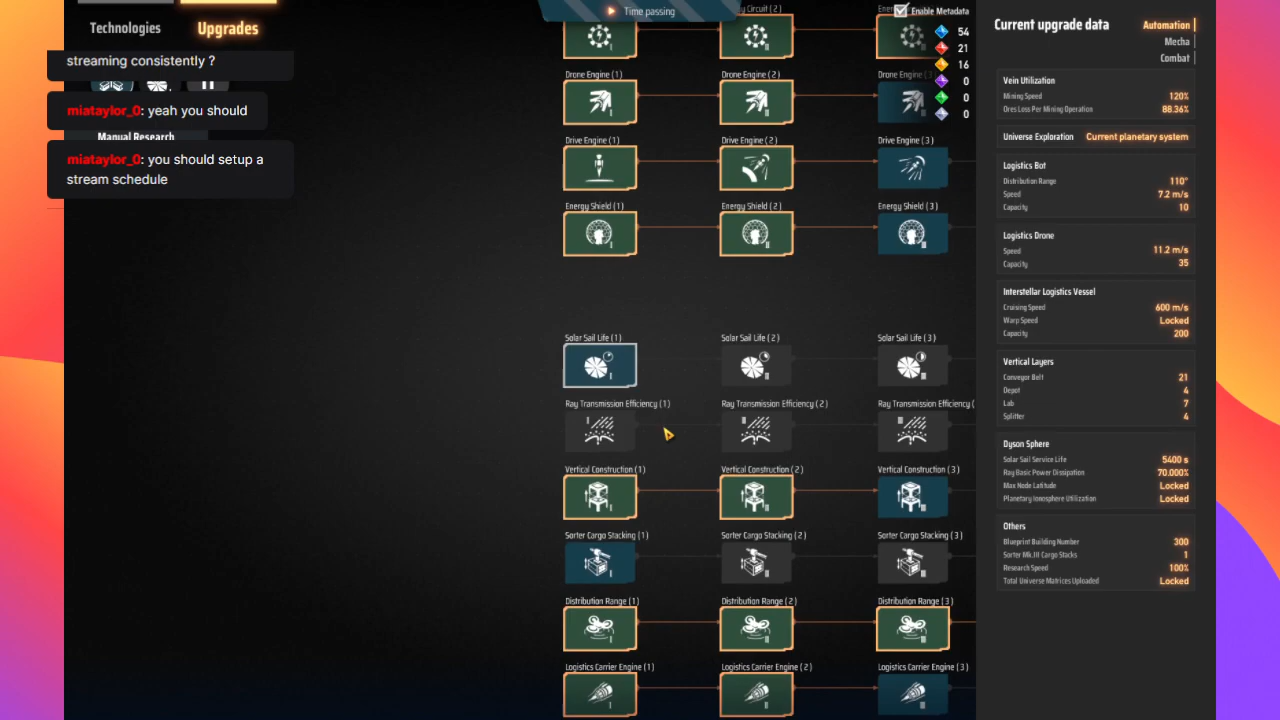 Technologies
Upgrades
Time passing
Enable Metadata
54
21
16
0
0
0
streaming consistently ?
miataylor_0: yeah you should
Manual Research
miataylor_0: you should setup a
stream schedule
Circuit (2)
Drone Engine (1)
Drone Engine (2)
Drone Engine
Drive Engine (1)
Drive Engine (2)
Drive Engine (3)
Energy Shield (1)
Energy Shield (2)
Energy Shield (3)
Solar Sail Life (1)
Solar Sail Life (2)
Solar Sail Life (3)
Ray Transmission Efficiency (1)
Ray Transmission Efficiency (2)
Ray Transmission Efficiency (
Vertical Construction (1)
Vertical Construction (2)
Vertical Construction (3)
Sorter Cargo Stacking (1)
Sorter Cargo Stacking (2)
Sorter Cargo Stacking (3)
Distribution Range (1)
Distribution Range (2)
Distribution Range (3)
Logistics Carrier Engine (1)
Logistics Carrier Engine (2)
Logistics Carrier Engine (3)
Current upgrade data
Automation
Mecha
Combat
Vein Utilization
Mining Speed 120%
Ores Loss Per Mining Operation 88.36%
Universe Exploration Current planetary system
Logistics Bot
Distribution Range 110°
Speed 7.2 m/s
Capacity 10
Logistics Drone
Speed 11.2 m/s
Capacity 35
Interstellar Logistics Vessel
Cruising Speed 600 m/s
Warp Speed Locked
Capacity 200
Vertical Layers
Conveyor Belt 21
Depot 4
Lab 7
Splitter 4
Dyson Sphere
Solar Sail Service Life 5400 s
Ray Basic Power Dissipation 70.000%
Max Node Latitude Locked
Planetary Ionosphere Utilization Locked
Others
Blueprint Building Number 300
Sorter Mk.III Cargo Stacks 1
Research Speed 100%
Total Universe Matrices Uploaded Locked